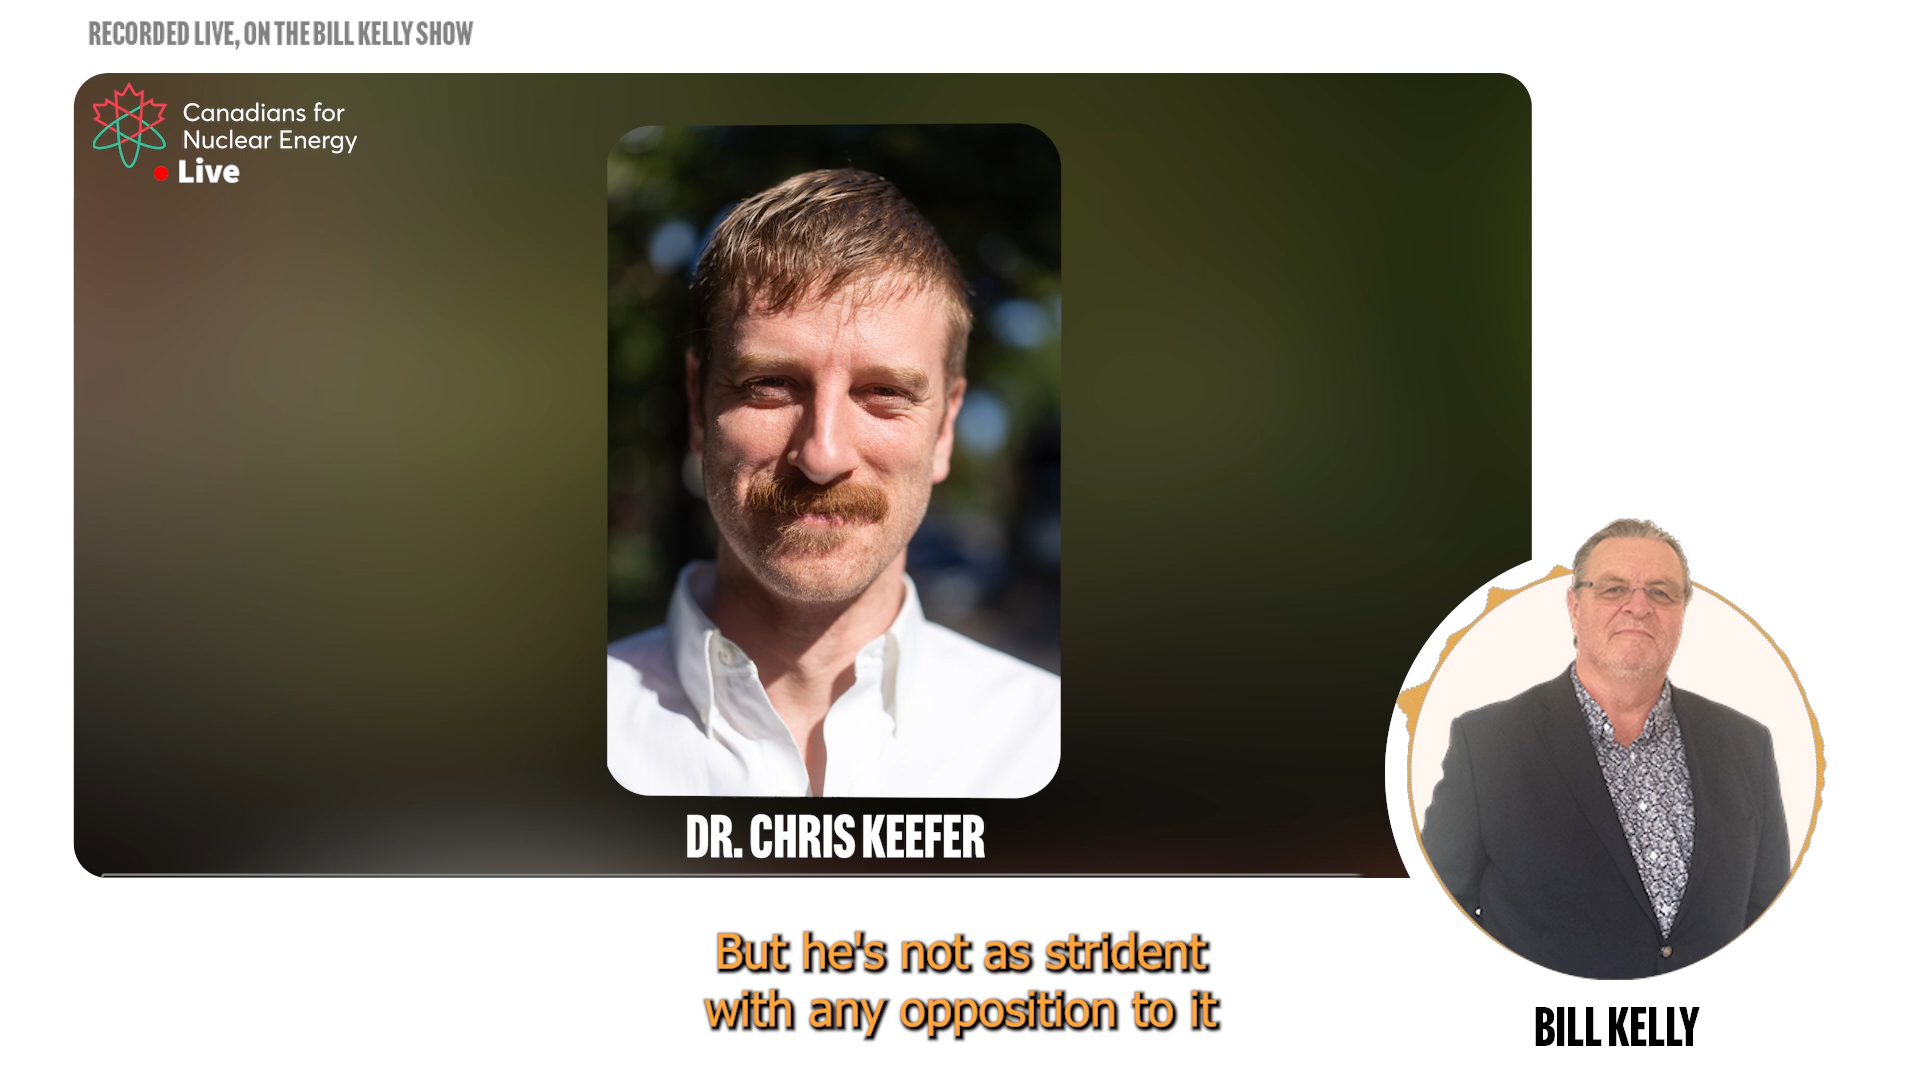 RECORDED LIVE, ON THE BILL KELLY SHOW
Canadians for
Nuclear Energy
Live
DR. CHRIS KEEFER
But he's not as strident
with any opposition to it
BILL KELLY